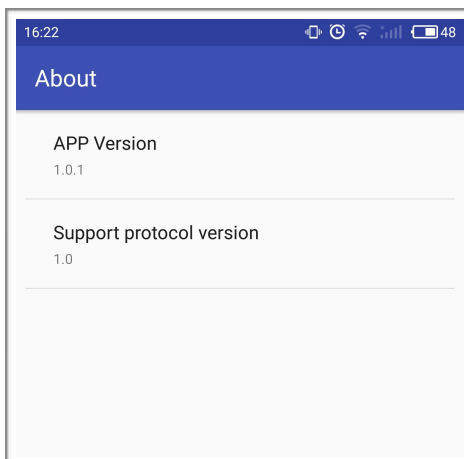 16:22 48
About
APP Version
1.0.1
Support protocol version
1.0